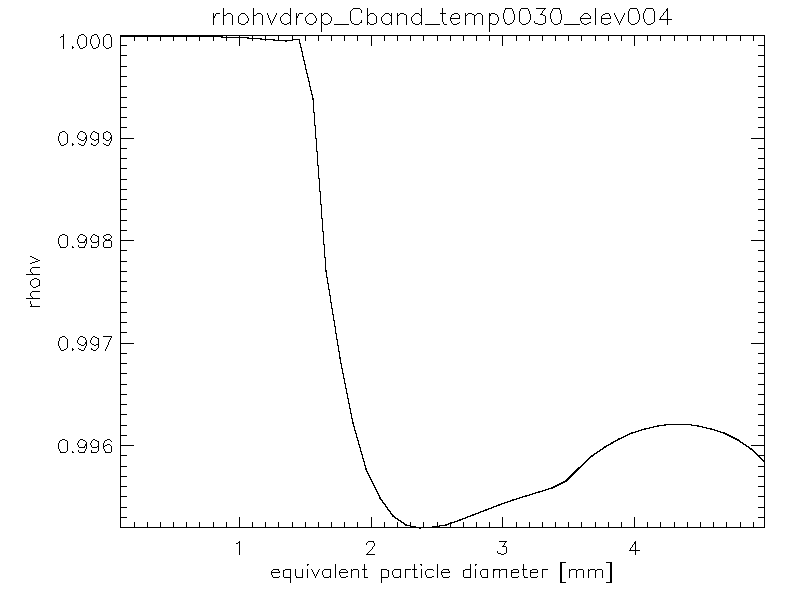 rhohvdrop_Cband_temp0030_elev004
1.000
0.999
0.998
0.997
0.996
rhohv
1 2 3 4
equivalent particle diameter [mm]